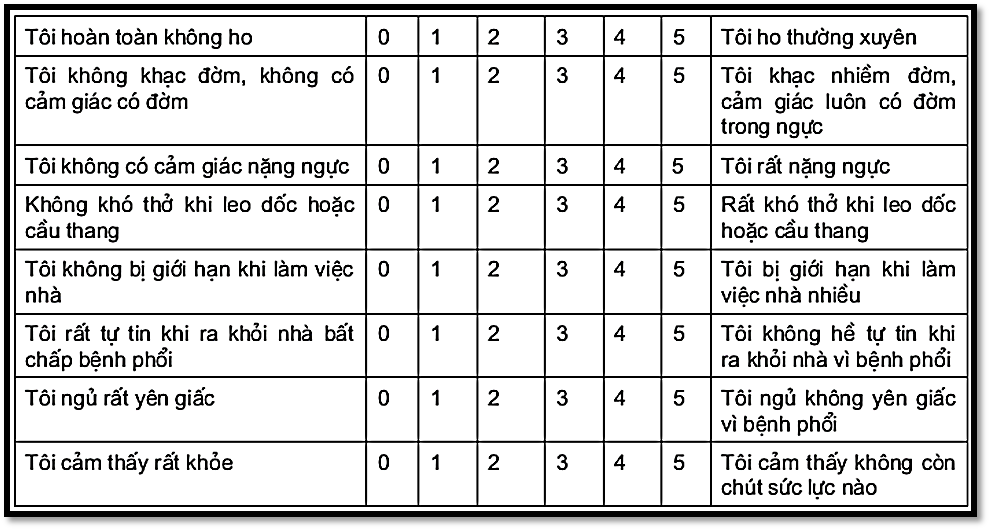 Tôi hoàn toàn không ho 0 1 2 3 4 5 Tôi ho thường xuyên
Tôi không khạc đờm, không có 0 1 2 3 4 5 Tôi khạc nhiềm đờm,
cảm giác có đờm cảm giác luôn có đờm
trong ngực
Tôi không có cảm giác nặng ngực 0 1 2 3 4 5 Tôi rất nặng ngực
Không khó thở khi leo dốc hoặc 0 1 2 3 4 5 Rất khó thở khi leo dốc
cầu thang hoặc cầu thang
Tôi không bị giới hạn khi làm việc 0 1 2 3 4 5 Tôi bị giới hạn khi làm
nhà việc nhà nhiều
Tôi rất tự tin khi ra khỏi nhà bất 0 1 2 3 4 5 Tôi không hề tự tin khi
chấp bệnh phổi ra khỏi nhà vì bệnh phổi
Tôi ngủ rất yên giấc 0 1 2 3 4 5 Tôi ngủ không yên giấc
vì bệnh phổi
Tôi cảm thấy rất khỏe 0 1 2 3 4 5 Tôi cảm thấy không còn
chút sức lực nào